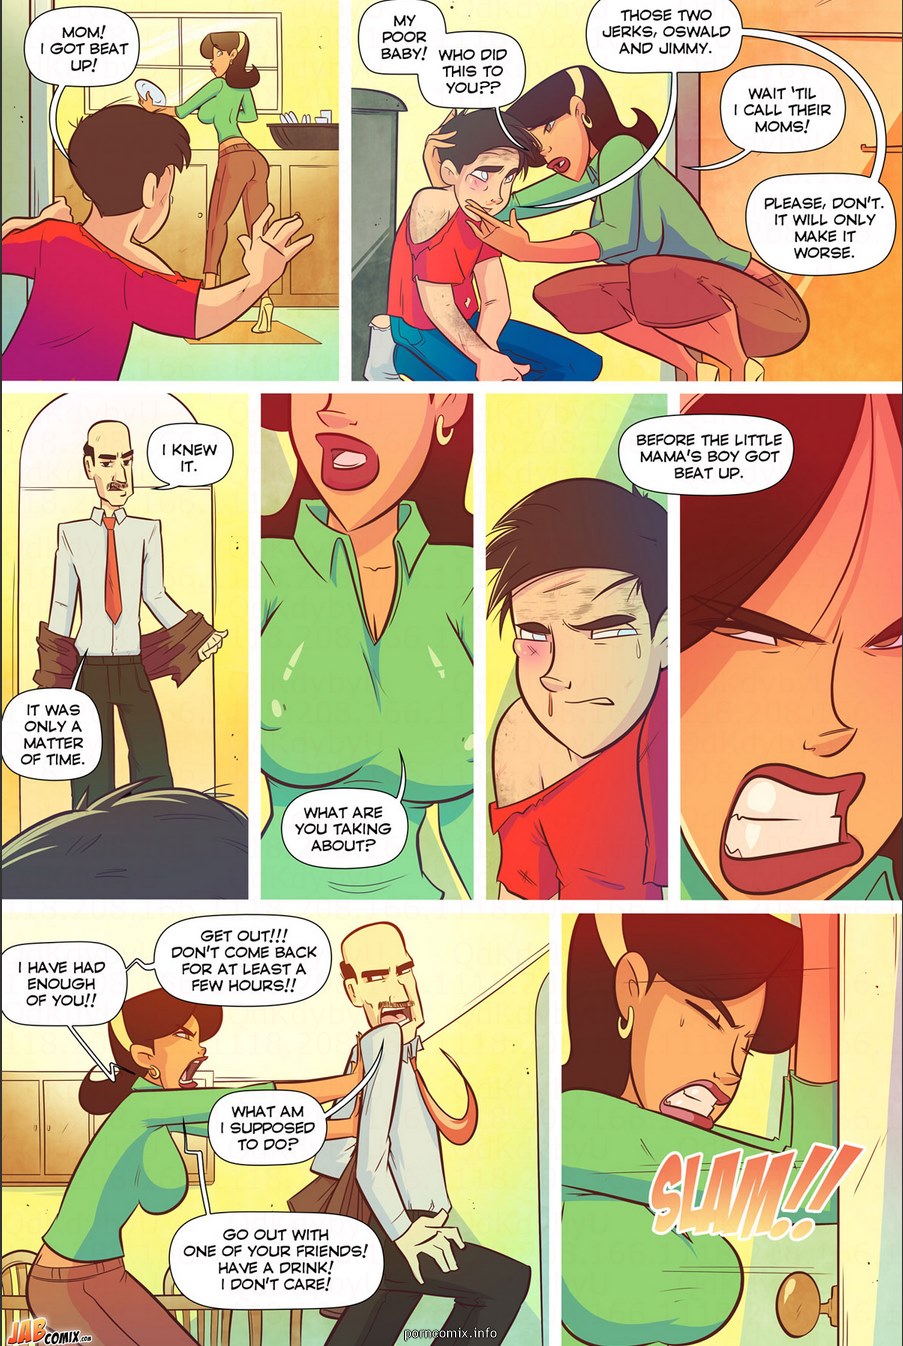 MOM!
I GOT BEAT
UP!
MY
POOR
BABY!
WHO DID
THIS TO
YOU??
THOSE TWO
JERKS, OSWALD
AND JIMMY.
WAIT 'TIL
I CALL THEIR
MOMS!
PLEASE, DON'T.
IT WILL ONLY
MAKE IT
WORSE.
I KNEW
IT.
IT WAS
ONLY A
MATTER
OF TIME.
WHAT ARE
YOU TAKING
ABOUT?
BEFORE THE LITTLE
MAMA'S BOY GOT
BEAT UP.
I HAVE HAD
ENOUGH
OF YOU!!
GET OUT!!!
DON'T COME BACK
FOR AT LEAST A
FEW HOURS!!
WHAT AM
I SUPPOSED
TO DO?
GO OUT WITH
ONE OF YOUR FRIENDS!
HAVE A DRINK!
I DON'T CARE!
SLAM!!
JABCOMIX.com
porncomix.info